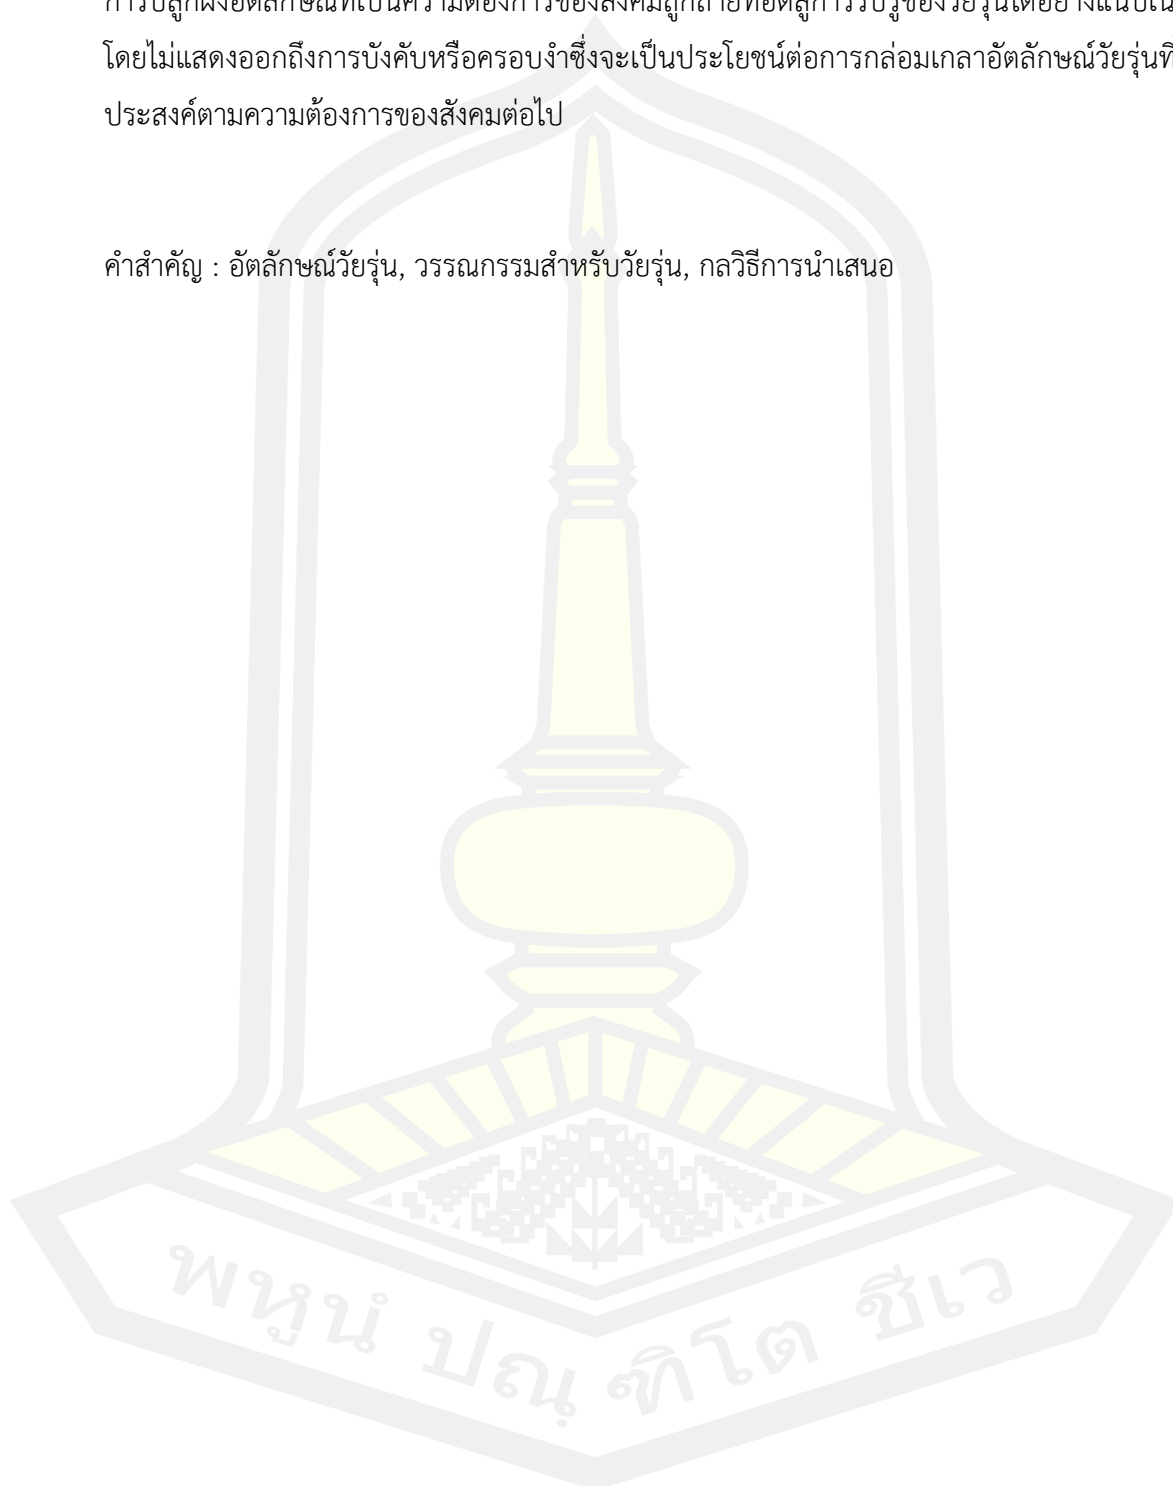 การปลูกฝังอัตลักษณ์ที่เป็นความต้องการของสังคมถูกถ่ายทอดสู่การรับรู้ของวัยรุ่นได้อย่างแนบเนียน
โดยไม่แสดงออกถึงการบังคับหรือครอบงำซึ่งจะเป็นประโยชน์ต่อการกล่อมเกลาอัตลักษณ์วัยรุ่นที่
ประสงค์ตามความต้องการของสังคมต่อไป
คำสำคัญ : อัตลักษณ์วัยรุ่น, วรรณกรรมสำหรับวัยรุ่น, กลวิธีการนำเสนอ
พหูนํ ปณฺฑิโต ชีเว